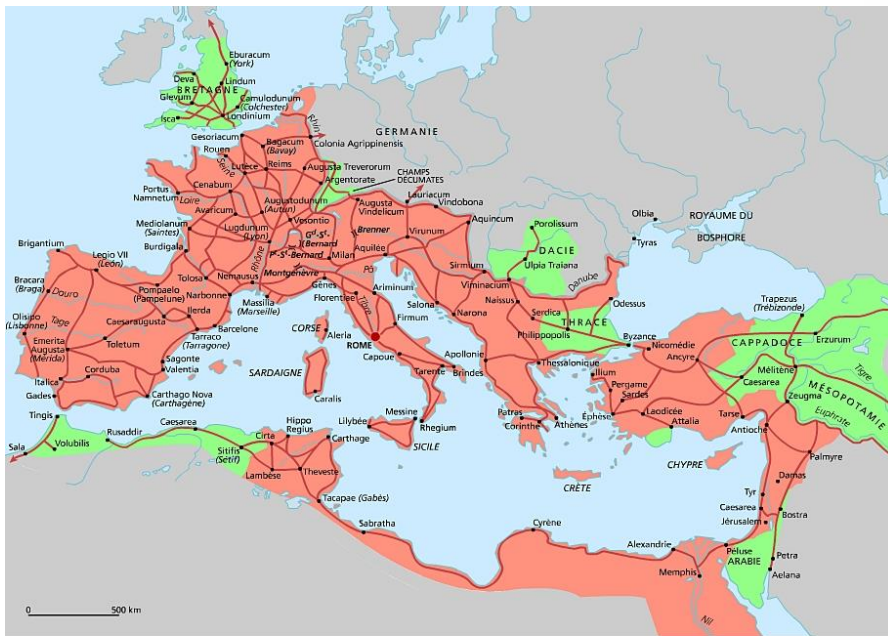 Eburacum
(York)
Deva
Lindum
BRETAGNE
Glevum
Camulodunum
(Colchester)
Isca
Londinium
Gesoriacum
Rhin
GERMANIE
Bagacum
(Bavay)
Colonia Agrippinensis
Rouen
Seine
Lutèce
Reims
Augusta Treverorum
Argentorate
CHAMPS
DÉCUMATES
Portus
Namnetum
Loire
Cenabum
Avaricum
Augustodunum
(Autun)
Vesontio
Augusta
Vindelicum
Lauriacum
Vindobona
Aquincum
Mediolanum
(Saintes)
Lugdunum
(Lyon)
Gd-St-
Bernard
Pt-St-Bernard
Brenner
Virunum
Aquilée
Milan
Burdigala
Rhône
Montgenèvre
Pô
Porolissum
DACIE
Ulpia Traiana
Olbia
Tyras
ROYAUME DU
BOSPHORE
Brigantium
Legio VII
(León)
Tolosa
Nemausus
Gênes
Sirmium
Viminacium
Danube
Bracara
(Braga)
Douro
Pompaelo
(Pampelune)
Narbonne
Massilia
(Marseille)
Florentiae
Ariminum
Tibre
Firmum
Salona
Narona
Naissus
Odessus
Serdica
THRACE
Philippopolis
Byzance
Trapezus
(Trébizonde)
Olisipo
(Lisbonne)
Tage
Caesaraugusta
Ilerda
Barcelone
Tarraco
(Tarragone)
CORSE
Aleria
ROME
Capoue
Emerita
Augusta
(Mérida)
Toletum
Sagonte
Valentia
SARDAIGNE
Tarente
Brindes
Apollonie
Thessalonique
Nicomédie
Ancyre
CAPPADOCE
Erzurum
Mélitène
Caesarea
Tigre
Italica
Corduba
Carthago Nova
(Carthagène)
Caralis
Ilium
Pergame
Sardes
MÉSOPOTAMIE
Zeugma
Euphrate
Gades
Tingis
Lilybée
Messine
Rhegium
SICILE
Patras
Corinthe
Athènes
Éphèse
Laodicée
Attalia
Tarse
Antioche
Sala
Volubilis
Rusaddir
Caesarea
Hippo
Regius
Cirta
Carthage
Sitifis
(Sétif)
Lambèse
Theveste
CRÈTE
CHYPRE
Palmyre
Damas
Tyr
Tacapae (Gabès)
Sabratha
Cyrène
Caesarea
Bostra
Jérusalem
Alexandrie
Péluse
ARABIE
Petra
Aelana
Memphis
Nil
0 500 km